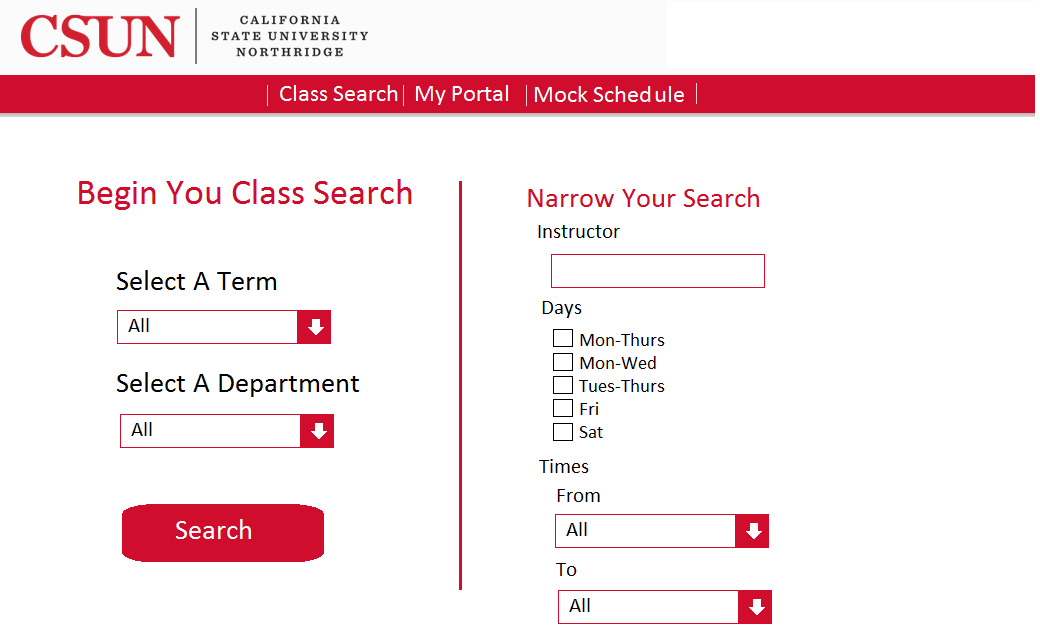 CSUN
CALIFORNIA
STATE UNIVERSITY
NORTHRIDGE
Class Search
My Portal
Mock Schedule
Begin You Class Search
Select A Term
All
Select A Department
All
Search
Narrow Your Search
Instructor
Days
Mon-Thurs
Mon-Wed
Tues-Thurs
Fri
Sat
Times
From
All
To
All